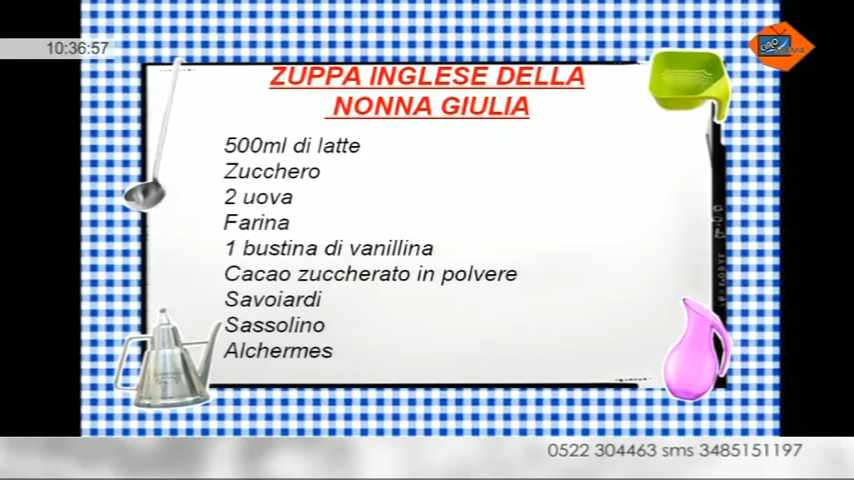 10:36:57
ZUPPA INGLESE DELLA
NONNA GIULIA
500ml di latte
Zucchero
2 uova
Farina
1 bustina di vanillina
Cacao zuccherato in polvere
Savoiardi
Sassolino
Alchermes
0522 304463 sms 3485151197